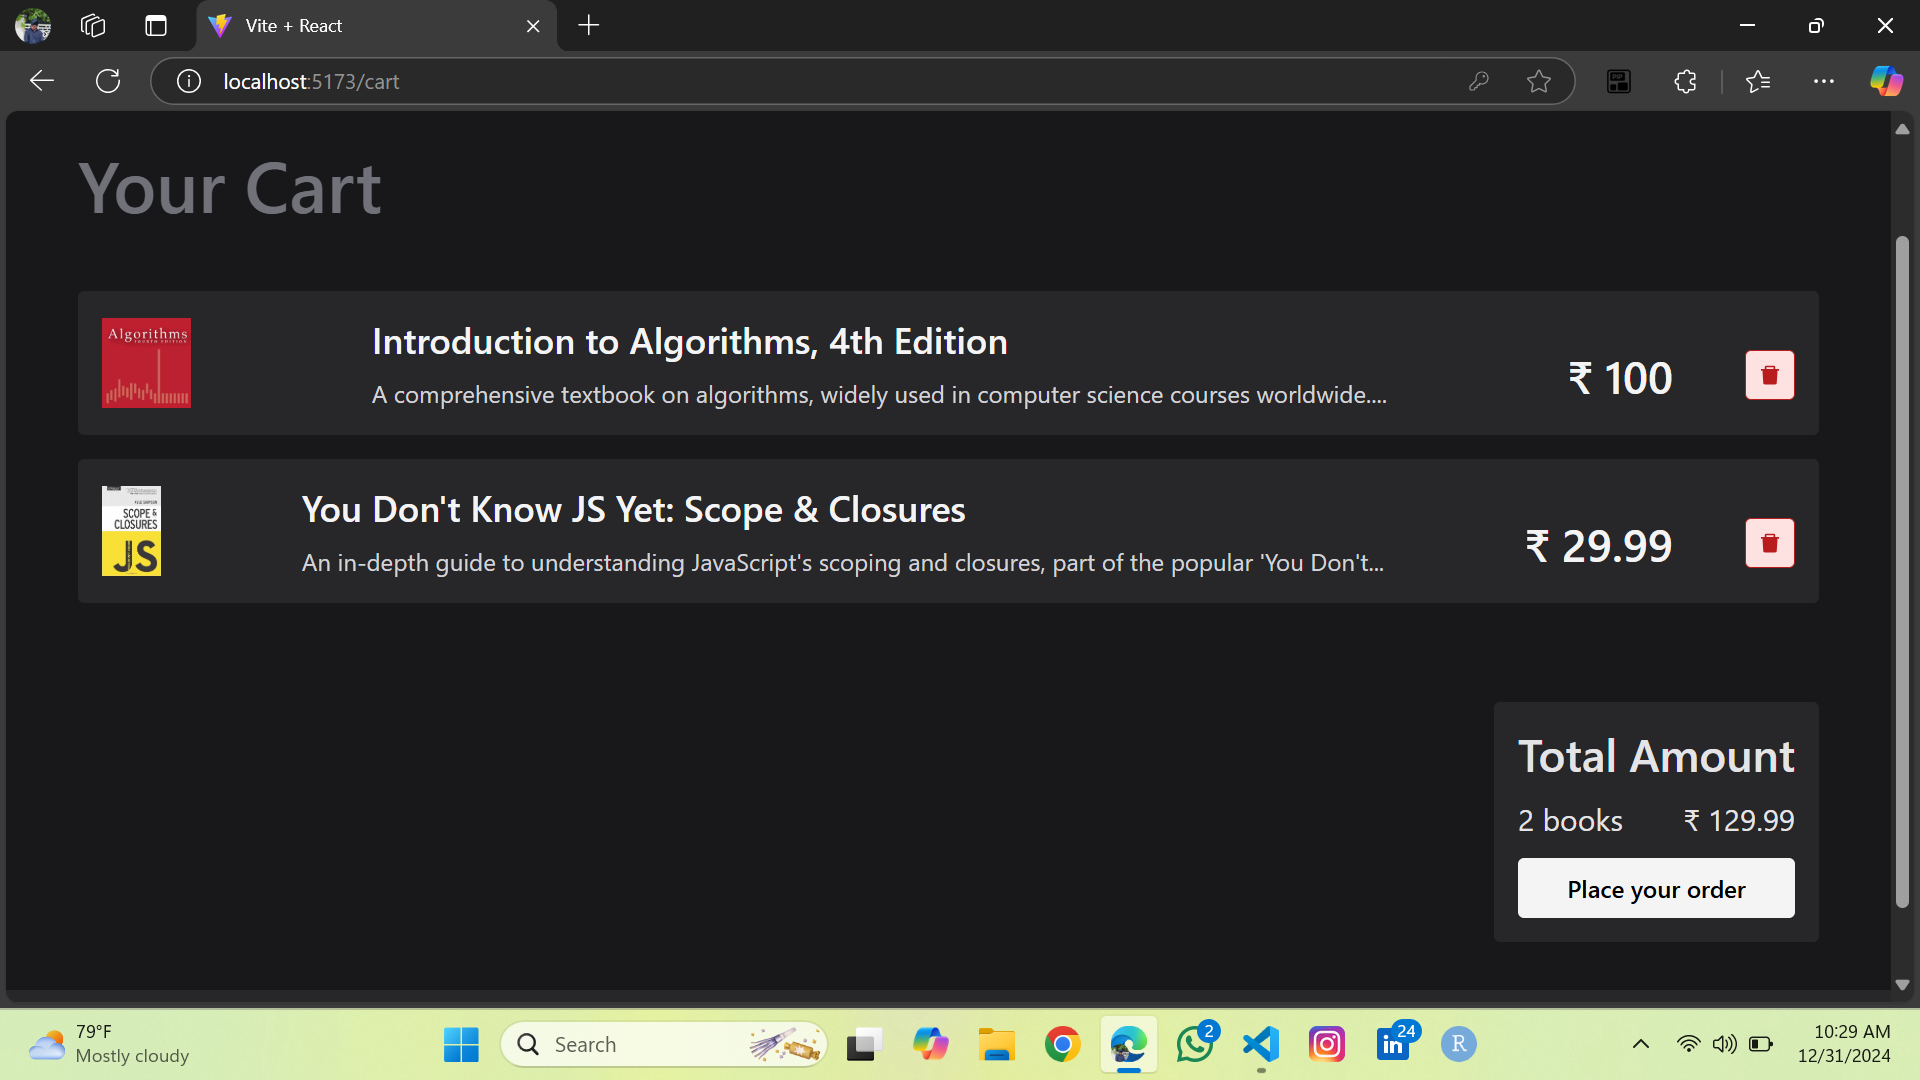 Vite + React
localhost:5173/cart
Your Cart
Algorithms
FOURTH EDITION
Introduction to Algorithms, 4th Edition
A comprehensive textbook on algorithms, widely used in computer science courses worldwide....
₹ 100
SCOPE &
CLOSURES
JS
You Don't Know JS Yet: Scope & Closures
An in-depth guide to understanding JavaScript's scoping and closures, part of the popular 'You Don't...
₹ 29.99
Total Amount
2 books ₹ 129.99
Place your order
79°F
Mostly cloudy
Search
2
24
R
10:29 AM
12/31/2024